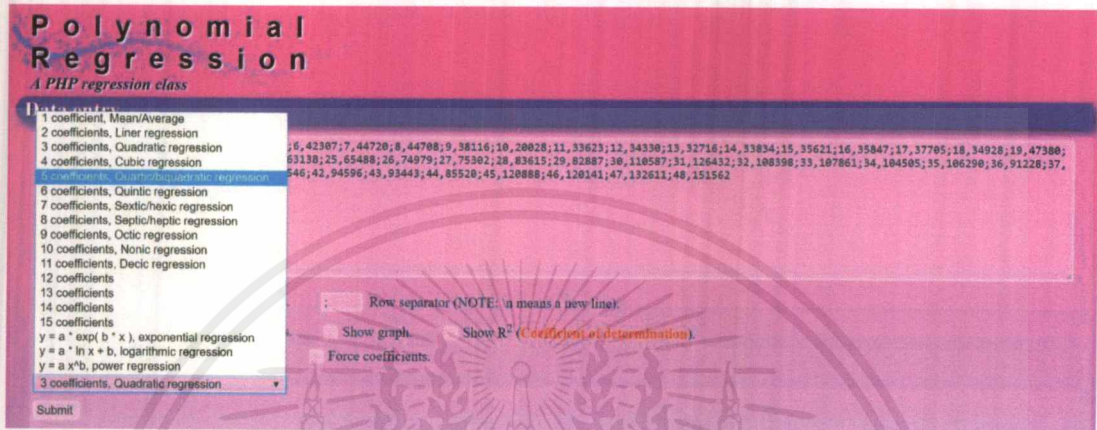 Polynomial
Regression
A PHP regression class
Data entry
1 coefficient, Mean/Average
2 coefficients, Liner regression
3 coefficients, Quadratic regression
4 coefficients, Cubic regression
5 coefficients, Quartic/biquadratic regression
6 coefficients, Quintic regression
7 coefficients, Sextic/hexic regression
8 coefficients, Septic/heptic regression
9 coefficients, Octic regression
10 coefficients, Nonic regression
11 coefficients, Decic regression
12 coefficients
13 coefficients
14 coefficients
15 coefficients
y = a * exp( b * x ), exponential regression
y = a * ln x + b, logarithmic regression
y = a x^b, power regression
3 coefficients, Quadratic regression
Submit
;6,42307;7,44720;8,44708;9,38116;10,20028;11,33623;12,34330;13,32716;14,33834;15,35621;16,35847;17,37705;18,34928;19,47380;
63138;25,65488;26,74979;27,75302;28,83615;29,82887;30,110587;31,126432;32,108398;33,107861;34,104505;35,106290;36,91228;37,
546;42,94596;43,93443;44,85520;45,120888;46,120141;47,132611;48,151562
; Row separator (NOTE: \n means a new line).
Show graph. Show R2 (Coefficient of determination).
Force coefficients.